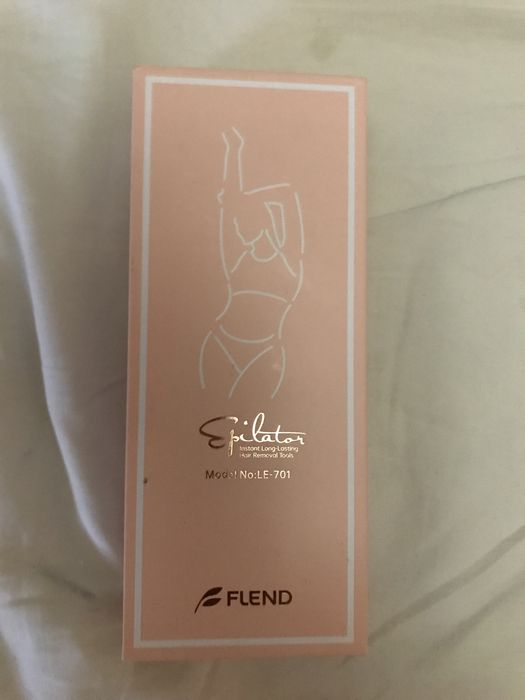 Epilator
Instant Long-Lasting
Hair Removal Tools
Model No:LE-701
FLEND